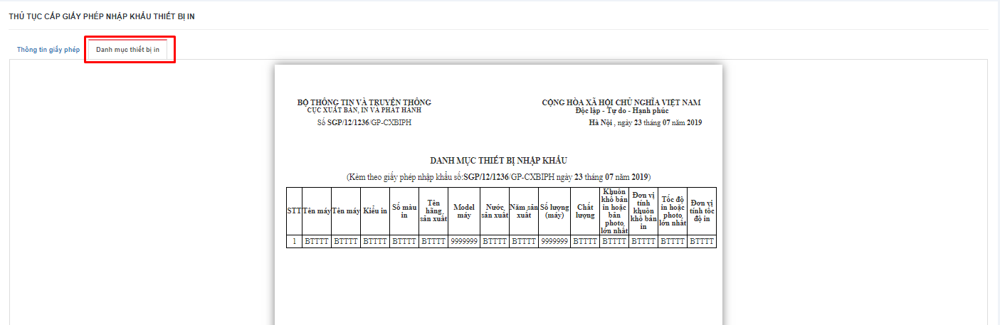 THỦ TỤC CẤP GIẤY PHÉP NHẬP KHẨU THIẾT BỊ IN
Thông tin giấy phép
Danh mục thiết bị in
BỘ THÔNG TIN VÀ TRUYỀN THÔNG
CỤC XUẤT BẢN, IN VÀ PHÁT HÀNH
Số SGP/12/1236/GP-CXBIPH
CỘNG HÒA XÃ HỘI CHỦ NGHĨA VIỆT NAM
Độc lập - Tự do - Hạnh phúc
Hà Nội , ngày 23 tháng 07 năm 2019
DANH MỤC THIẾT BỊ NHẬP KHẨU
(Kèm theo giấy phép nhập khẩu số:SGP/12/1236/GP-CXBIPH ngày 23 tháng 07 năm 2019)
STT
Tên máy
Tên máy
Kiểu in
Số màu
in
Tên
hãng
sản xuất
Model
máy
Nước
sản xuất
Năm sản
xuất
Số lượng
(máy)
Chất
lượng
Khuôn
khổ bản
in hoặc
bản
photo
lớn nhất
Đơn vị
tính
khuôn
khổ bản
in
Tốc độ
in hoặc
photo
lớn nhất
Đơn vị
tính tốc
độ in
1 BTTTT BTTTT BTTTT BTTTT BTTTT 9999999 BTTTT BTTTT 9999999 BTTTT BTTTT BTTTT BTTTT BTTTT